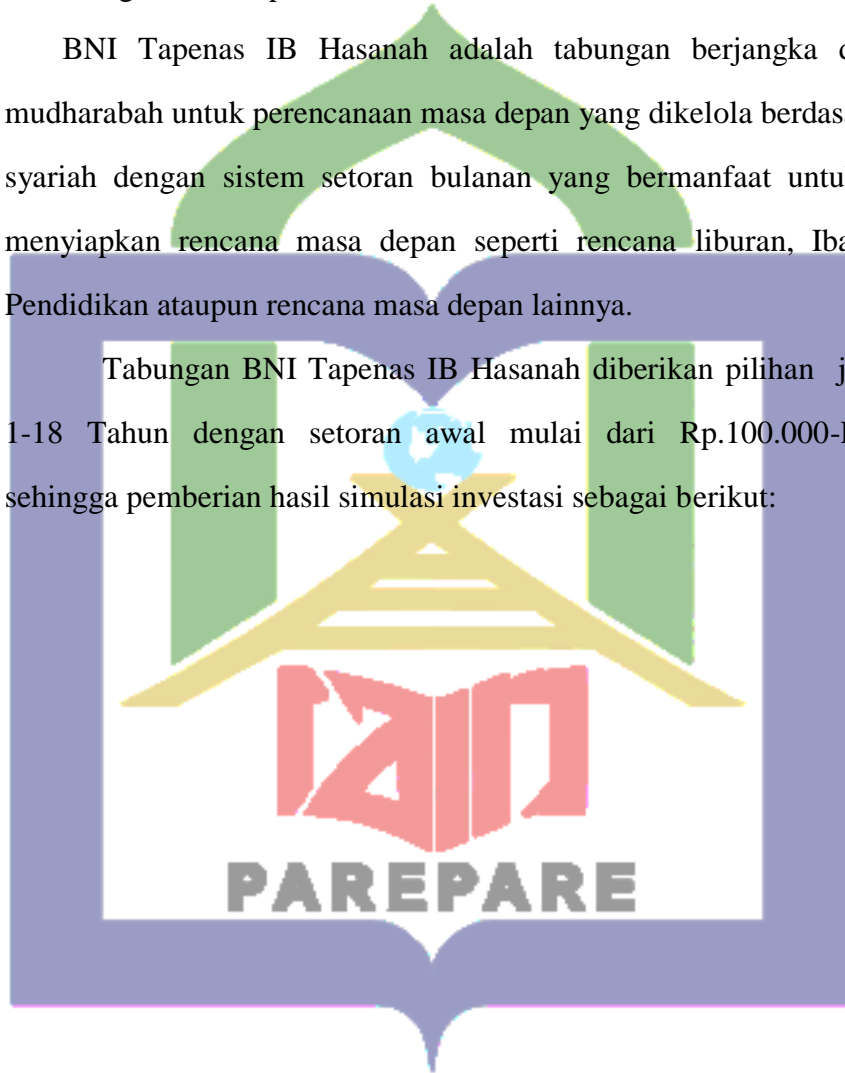 BNI Tapenas IB Hasanah adalah tabungan berjangka
mudharabah untuk perencanaan masa depan yang dikelola
syariah dengan sistem setoran bulanan yang bermanfaat
menyiapkan rencana masa depan seperti rencana liburan,
Pendidikan ataupun rencana masa depan lainnya.
Tabungan BNI Tapenas IB Hasanah diberikan pilihan
1-18 Tahun dengan setoran awal mulai dari Rp.100.000-
sehingga pemberian hasil simulasi investasi sebagai berikut:
iain
PAREPARE